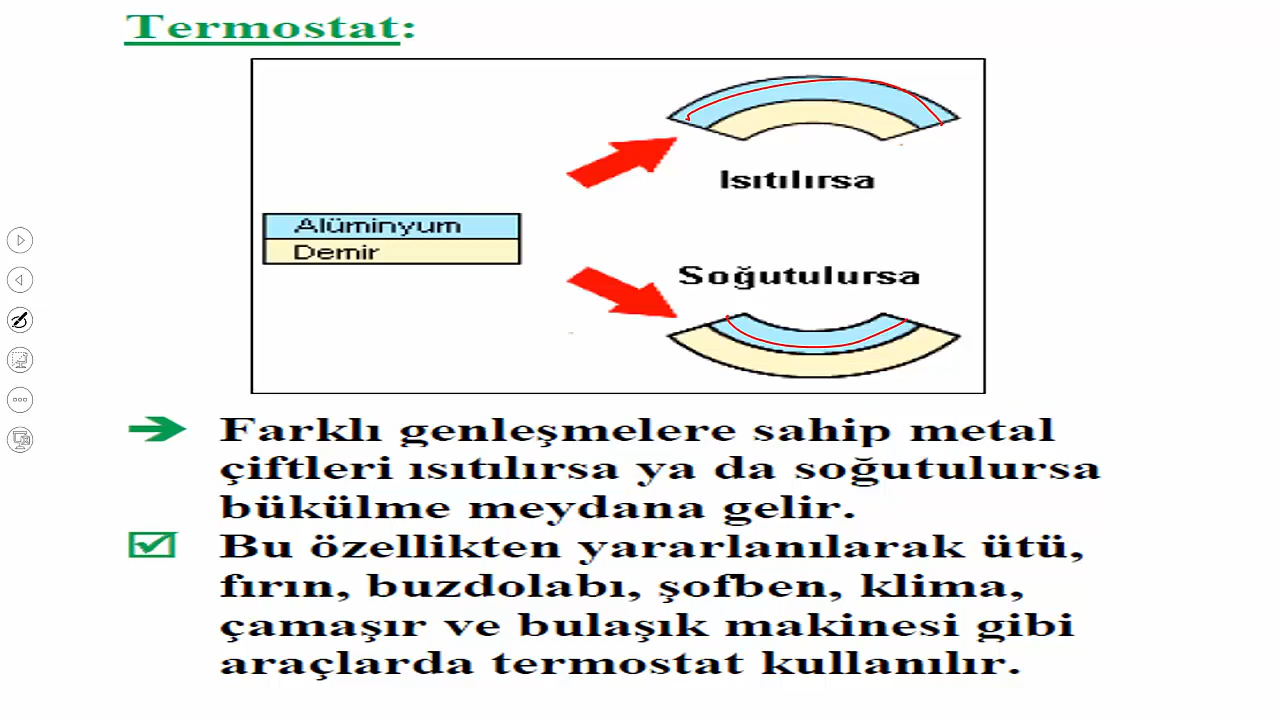 Termostat:
Isıtılırsa
Alüminyum
Demir
Soğutulursa
Farklı genleşmelere sahip metal
çiftleri ısıtılırsa ya da soğutulursa
bükülme meydana gelir.
Bu özellikten yararlanılarak ütü,
fırın, buzdolabı, şofben, klima,
çamaşır ve bulaşık makinesi gibi
araçlarda termostat kullanılır.